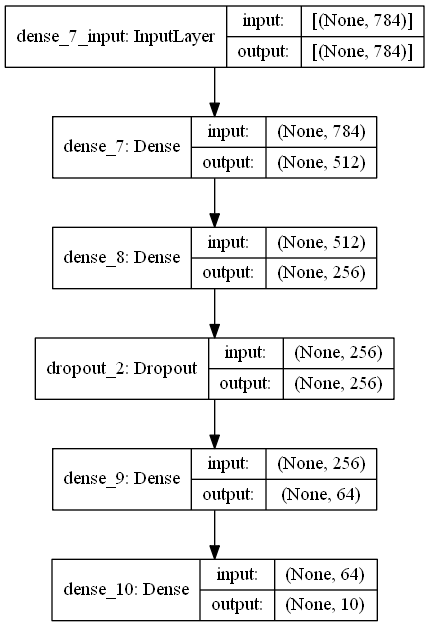 dense_7_input: InputLayer
input: [(None, 784)]
output: [(None, 784)]
dense_7: Dense
input: (None, 784)
output: (None, 512)
dense_8: Dense
input: (None, 512)
output: (None, 256)
dropout_2: Dropout
input: (None, 256)
output: (None, 256)
dense_9: Dense
input: (None, 256)
output: (None, 64)
dense_10: Dense
input: (None, 64)
output: (None, 10)